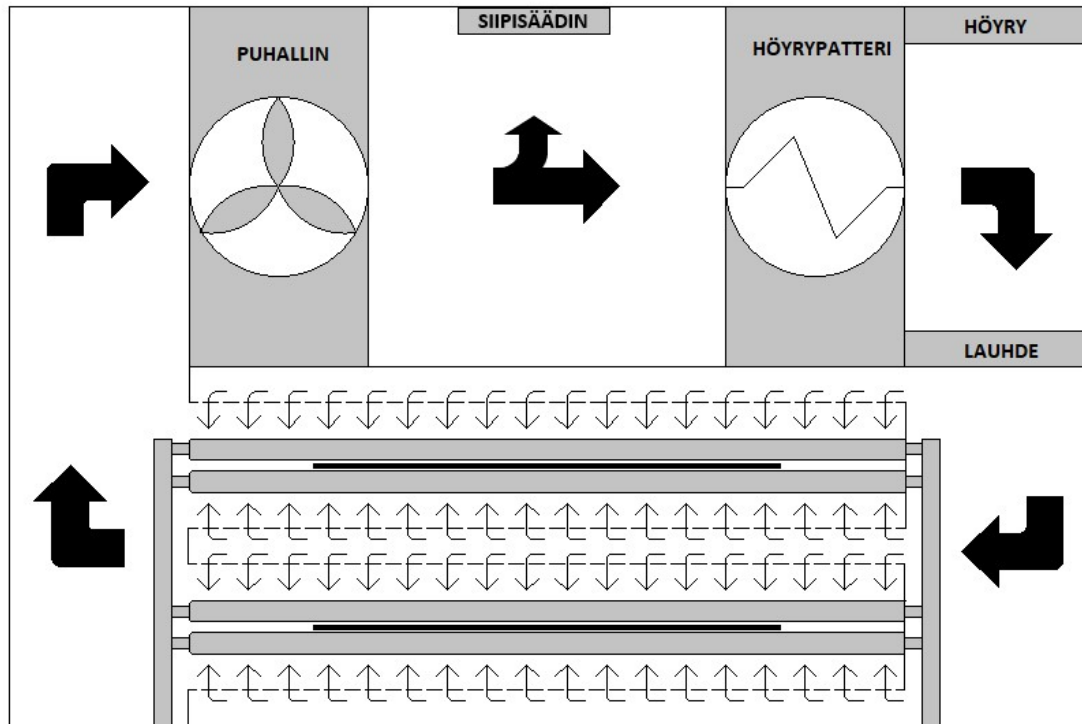 SIIPISÄÄDIN
HÖYRY
PUHALLIN
HÖYRYPATTERI
LAUHDE